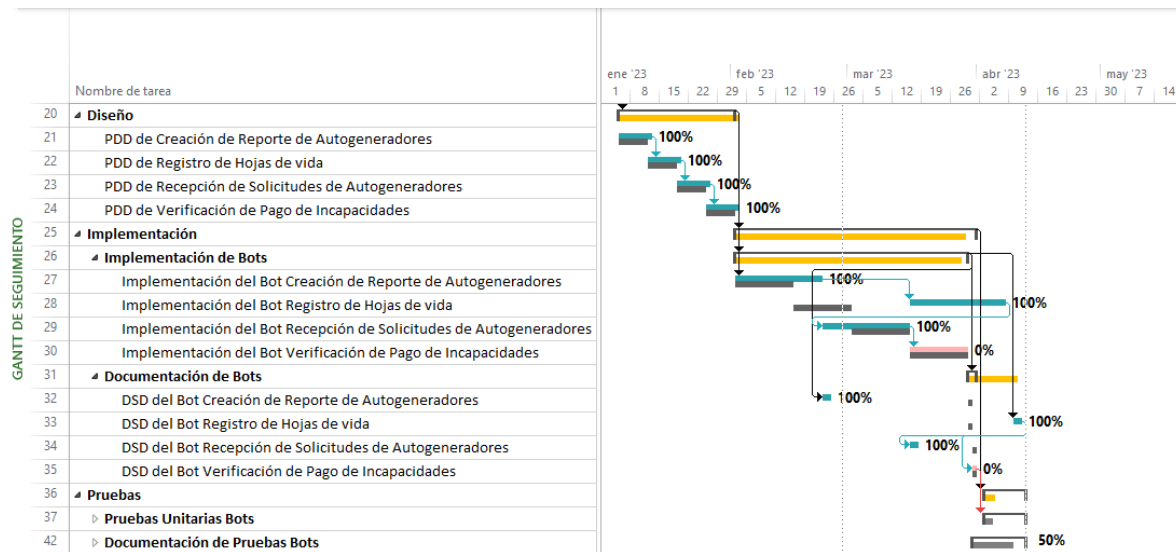 ene '23 feb '23 mar '23 abr '23 may '23
Nombre de tarea 1 8 15 22 29 5 12 19 26 5 12 19 26 2 9 16 23 30 7 14
GANTT DE SEGUIMIENTO
20 Diseño
21 PDD de Creación de Reporte de Autogeneradores 100%
22 PDD de Registro de Hojas de vida 100%
23 PDD de Recepción de Solicitudes de Autogeneradores 100%
24 PDD de Verificación de Pago de Incapacidades 100%
25 Implementación
26 Implementación de Bots
27 Implementación del Bot Creación de Reporte de Autogeneradores 100%
28 Implementación del Bot Registro de Hojas de vida 100%
29 Implementación del Bot Recepción de Solicitudes de Autogeneradores 100%
30 Implementación del Bot Verificación de Pago de Incapacidades 0%
31 Documentación de Bots
32 DSD del Bot Creación de Reporte de Autogeneradores 100%
33 DSD del Bot Registro de Hojas de vida 100%
34 DSD del Bot Recepción de Solicitudes de Autogeneradores 100%
35 DSD del Bot Verificación de Pago de Incapacidades 0%
36 Pruebas
37 Pruebas Unitarias Bots
42 Documentación de Pruebas Bots 50%